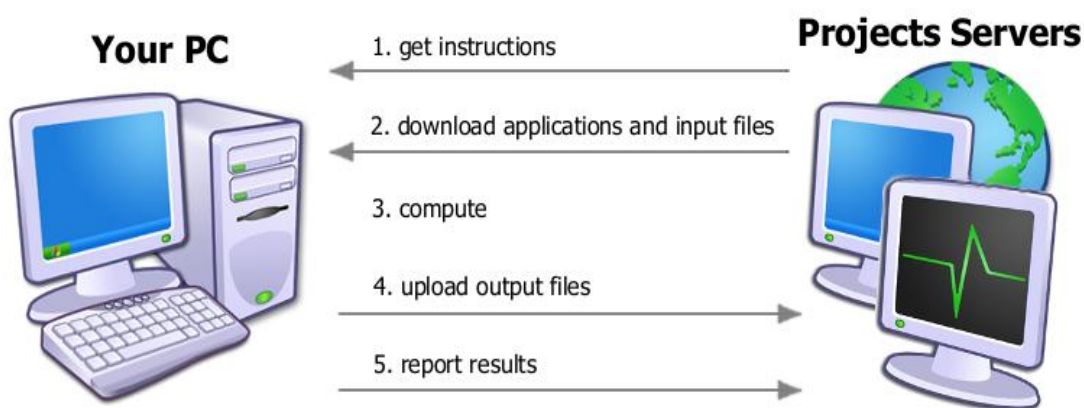 Your PC
Projects Servers
1. get instructions
2. download applications and input files
3. compute
4. upload output files
5. report results